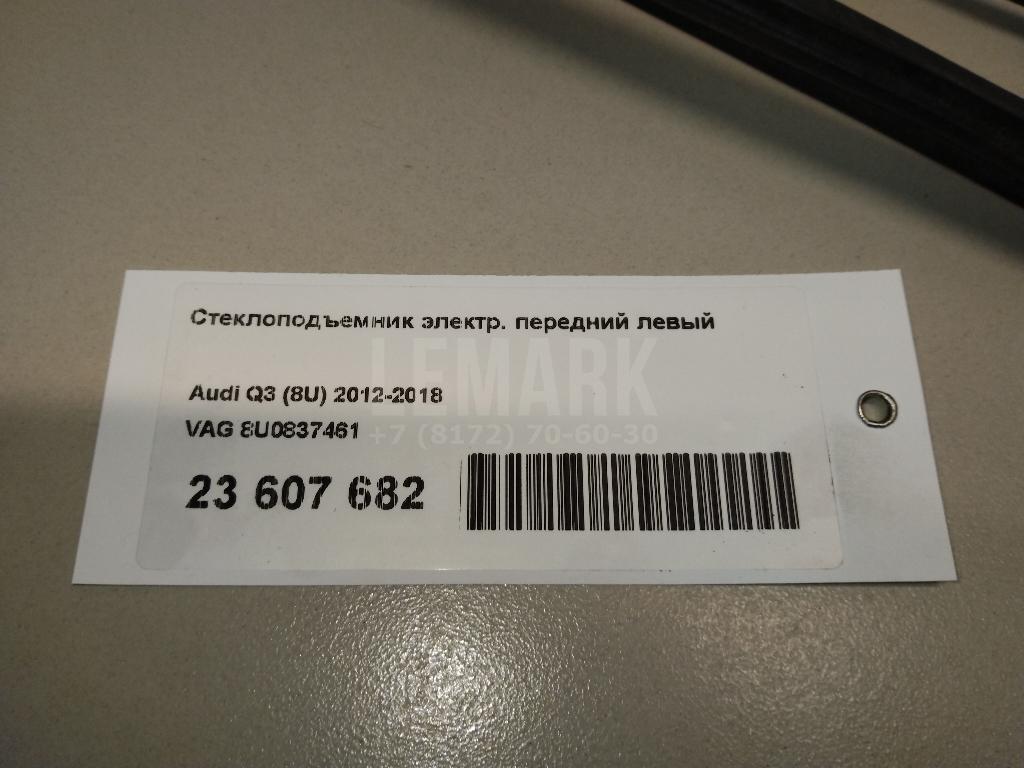 Стеклоподъемник электр. передний левый
LEMARK
Audi Q3 (8U) 2012-2018
VAG 8U0837461
+7 (8172) 70-60-30
23 607 682